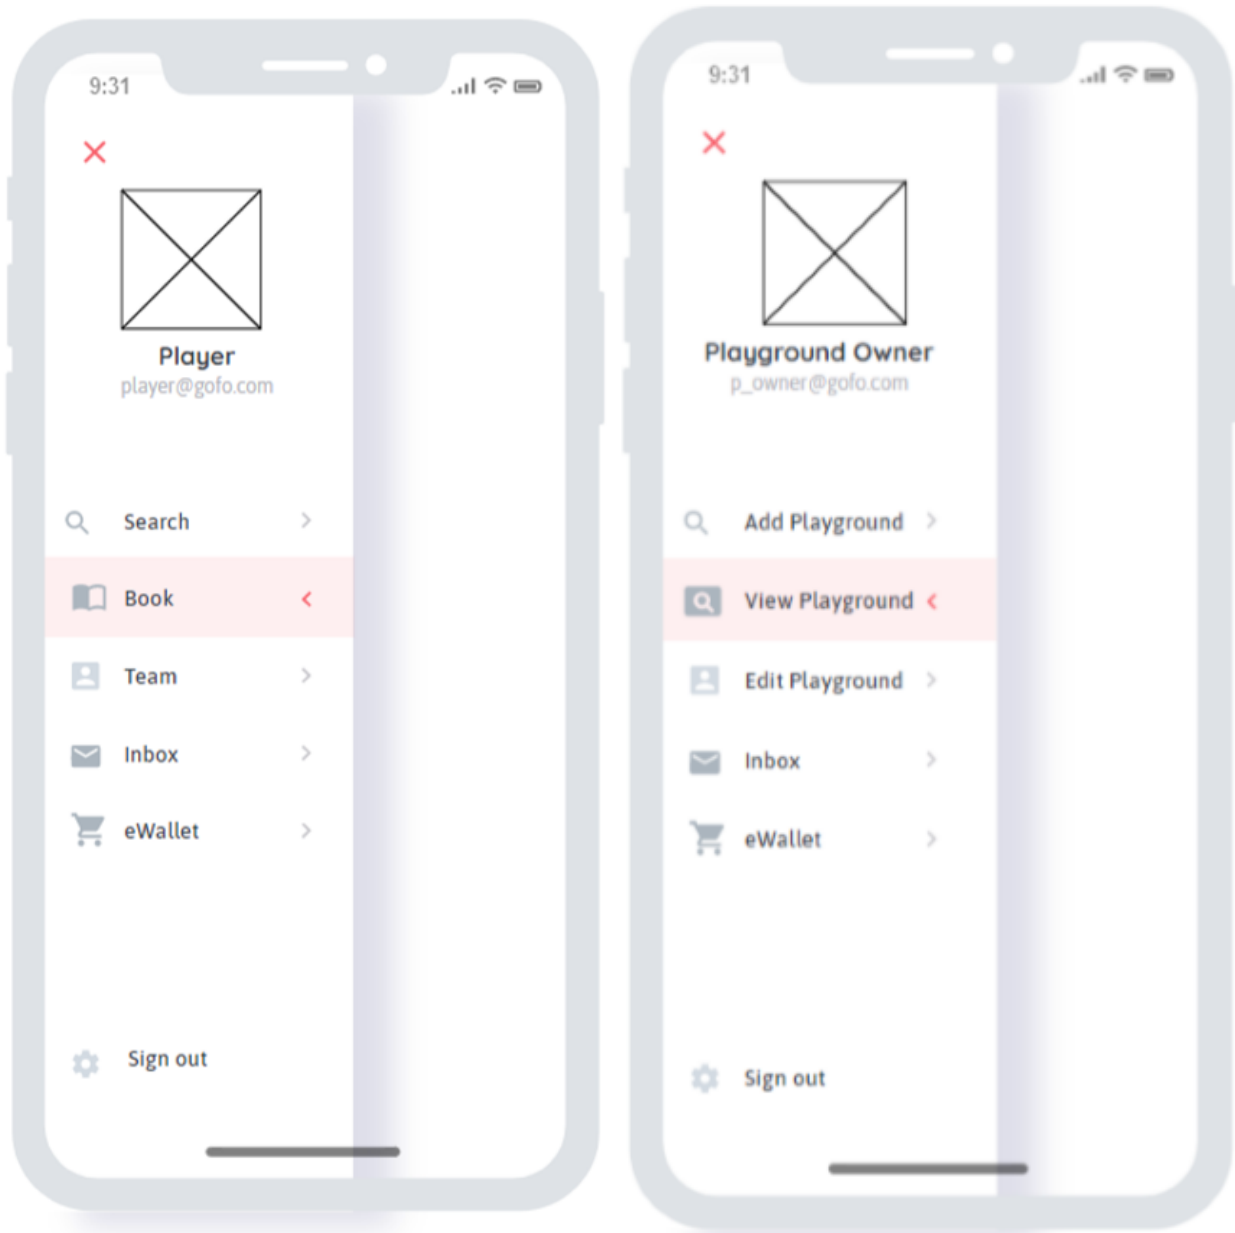 9:31
Player
player@gofo.com
Search
Book
Team
Inbox
eWallet
Sign out
9:31
Playground Owner
p_owner@gofo.com
Add Playground
View Playground
Edit Playground
Inbox
eWallet
Sign out